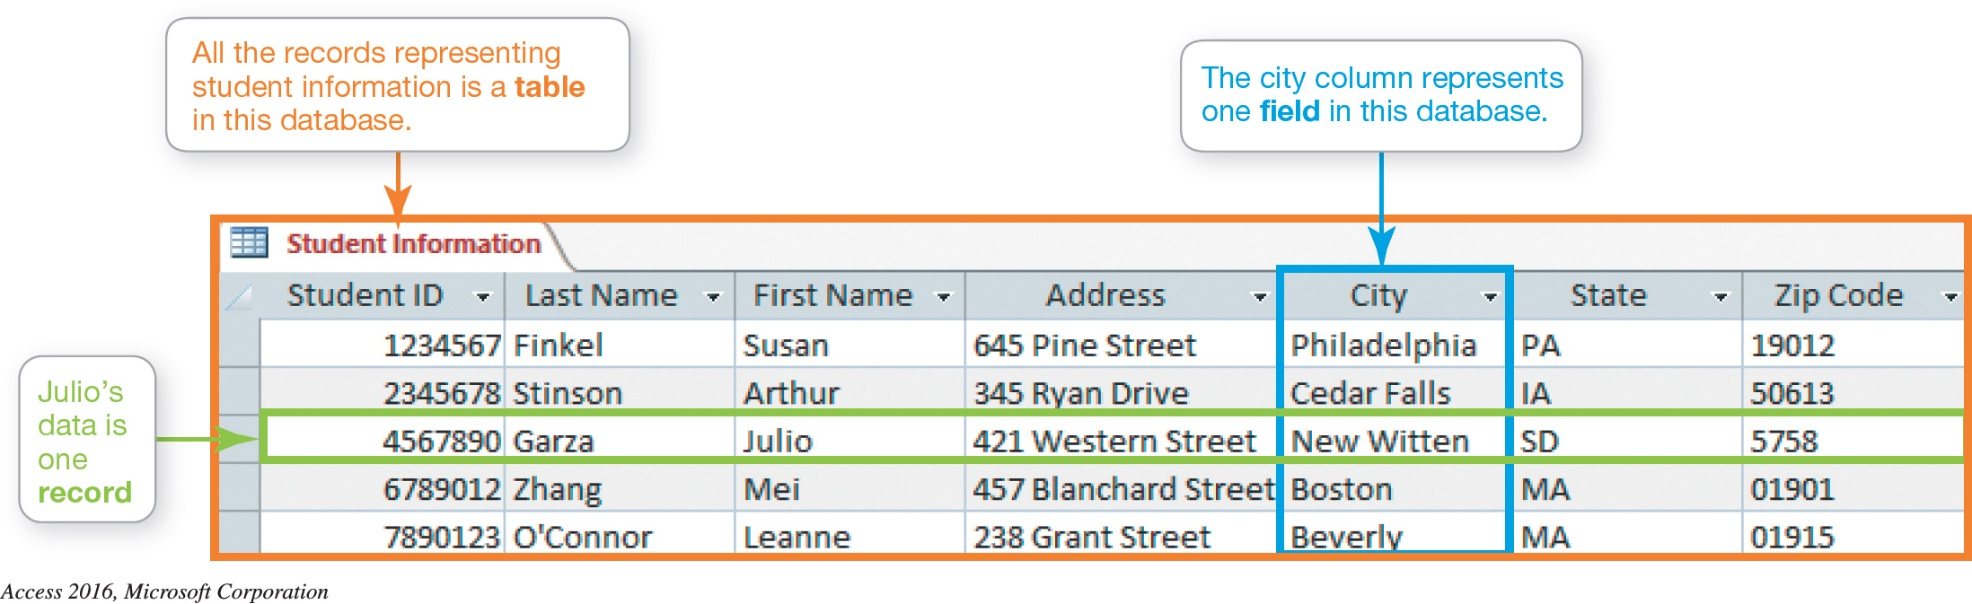 All the records representing
student information is a table
in this database.
The city column represents
one field in this database.
Student Information
Student ID Last Name First Name Address City State Zip Code
1234567 Finkel Susan 645 Pine Street Philadelphia PA 19012
2345678 Stinson Arthur 345 Ryan Drive Cedar Falls IA 50613
Julio's
data is
one
record
4567890 Garza Julio 421 Western Street New Witten SD 5758
6789012 Zhang Mei 457 Blanchard Street Boston MA 01901
7890123 O'Connor Leanne 238 Grant Street Beverly MA 01915
Access 2016, Microsoft Corporation